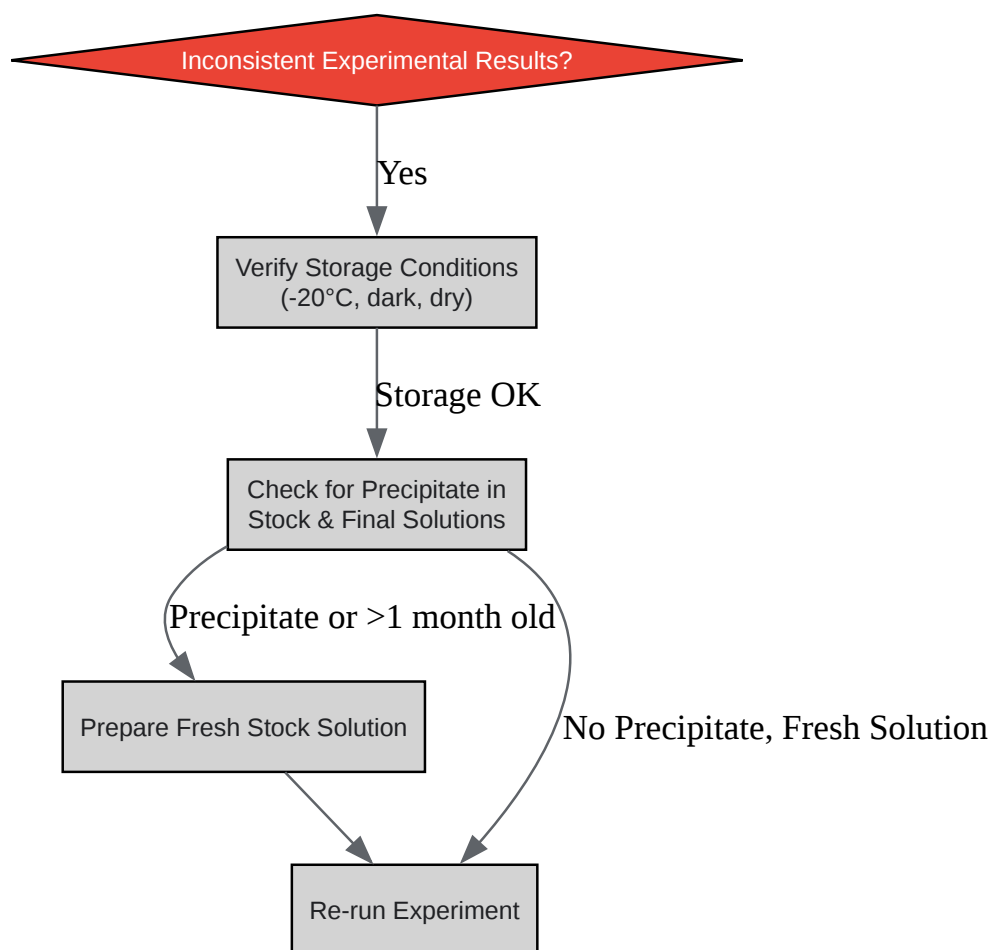 Inconsistent Experimental Results?
Yes
Verify Storage Conditions
(-20°C, dark, dry)
Storage OK
Check for Precipitate in
Stock & Final Solutions
Precipitate or >1 month old
Prepare Fresh Stock Solution
No Precipitate, Fresh Solution
Re-run Experiment